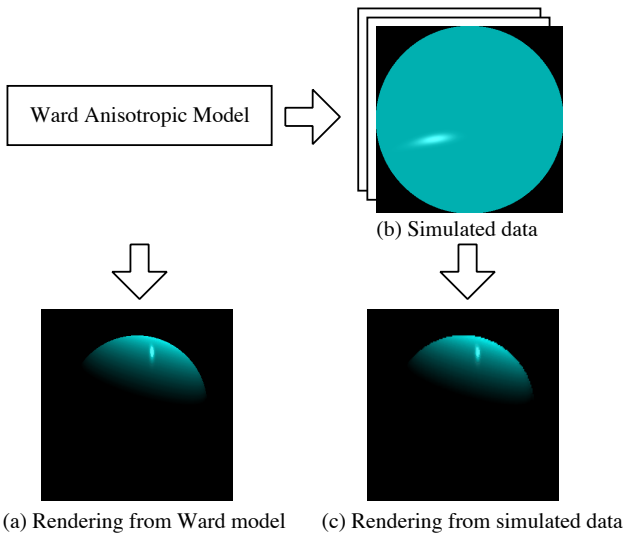 Ward Anisotropic Model
(b) Simulated data
(a) Rendering from Ward model
(c) Rendering from simulated data